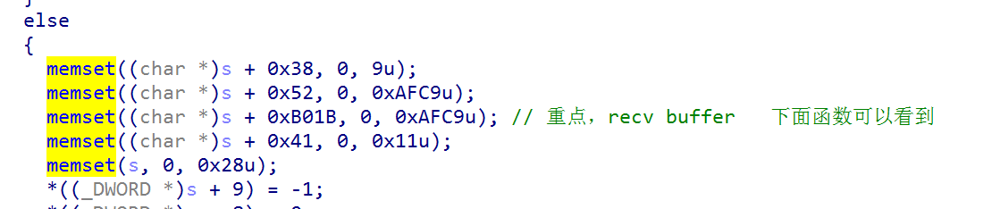 }
else
{
memset((char *)s + 0x38, 0, 9u);
memset((char *)s + 0x52, 0, 0xAFC9u);
memset((char *)s + 0xB01B, 0, 0xAFC9u); // 重点，recv buffer   下面函数可以看到
memset((char *)s + 0x41, 0, 0x11u);
memset(s, 0, 0x28u);
*((_DWORD *)s + 9) = -1;